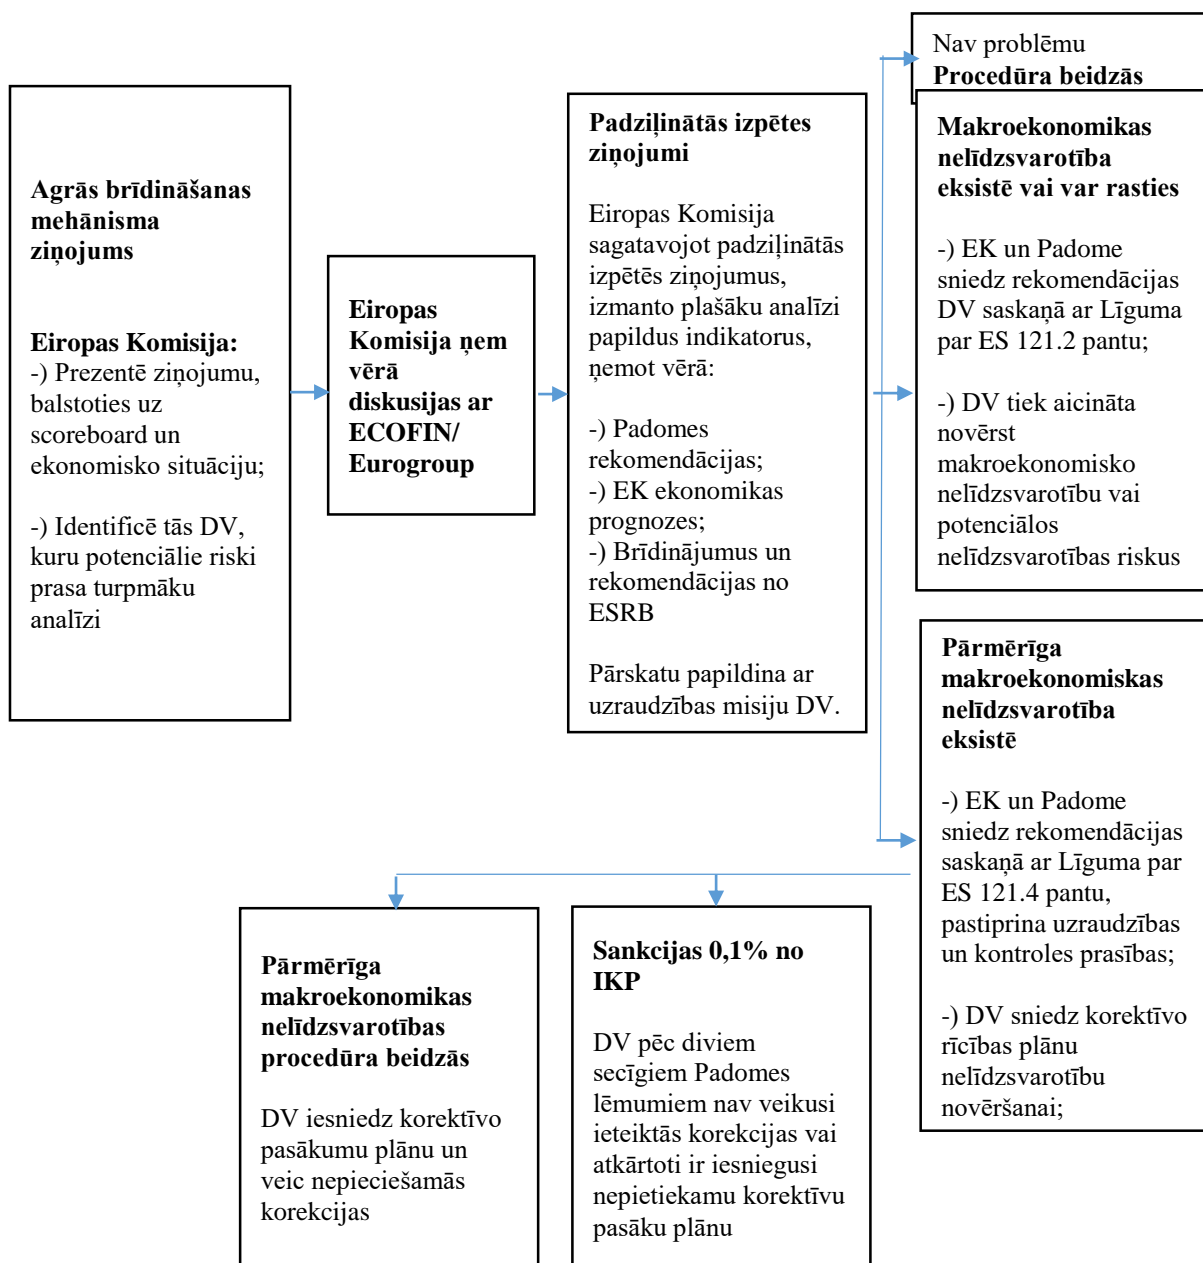 Agrās brīdināšanas
mehānisma
ziņojums
Eiropas Komisija:
-) Prezentē ziņojumu,
balstoties uz
scoreboard un
ekonomisko situāciju;
-) Identificē tās DV,
kuru potenciālie riski
prasa turpmāku
analīzi
Eiropas
Komisija ņem
vērā
diskusijas ar
ECOFIN/
Eurogroup
Padziļinātās izpētes
ziņojumi
Eiropas Komisija
sagatavojot padziļinātās
izpētēs ziņojumus,
izmanto plašāku analīzi
papildus indikatorus,
ņemot vērā:
-) Padomes
rekomendācijas;
-) EK ekonomikas
prognozes;
-) Brīdinājumus un
rekomendācijas no
ESRB
Pārskatu papildina ar
uzraudzības misiju DV.
Nav problēmu
Procedūra beidzās
Makroekonomikas
nelīdzsvarotība
eksistē vai var rasties
-) EK un Padome
sniedz rekomendācijas
DV saskaņā ar Līguma
par ES 121.2 pantu;
-) DV tiek aicināta
novērst
makroekonomisko
nelīdzsvarotību vai
potenciālos
nelīdzsvarotības riskus
Pārmērīga
makroekonomiskas
nelīdzsvarotība
eksistē
-) EK un Padome
sniedz rekomendācijas
saskaņā ar Līguma par
ES 121.4 pantu,
pastiprina uzraudzības
un kontroles prasības;
-) DV sniedz korektīvo
rīcības plānu
nelīdzsvarotību
novēršanai;
Pārmērīga
makroekonomikas
nelīdzsvarotības
procedūra beidzās
DV iesniedz korektīvo
pasākumu plānu un
veic nepieciešamās
korekcijas
Sankcijas 0,1% no
IKP
DV pēc diviem
secīgiem Padomes
lēmumiem nav veikusi
ieteiktās korekcijas vai
atkārtoti ir iesniegusi
nepietiekamu korektīvu
pasāku plānu